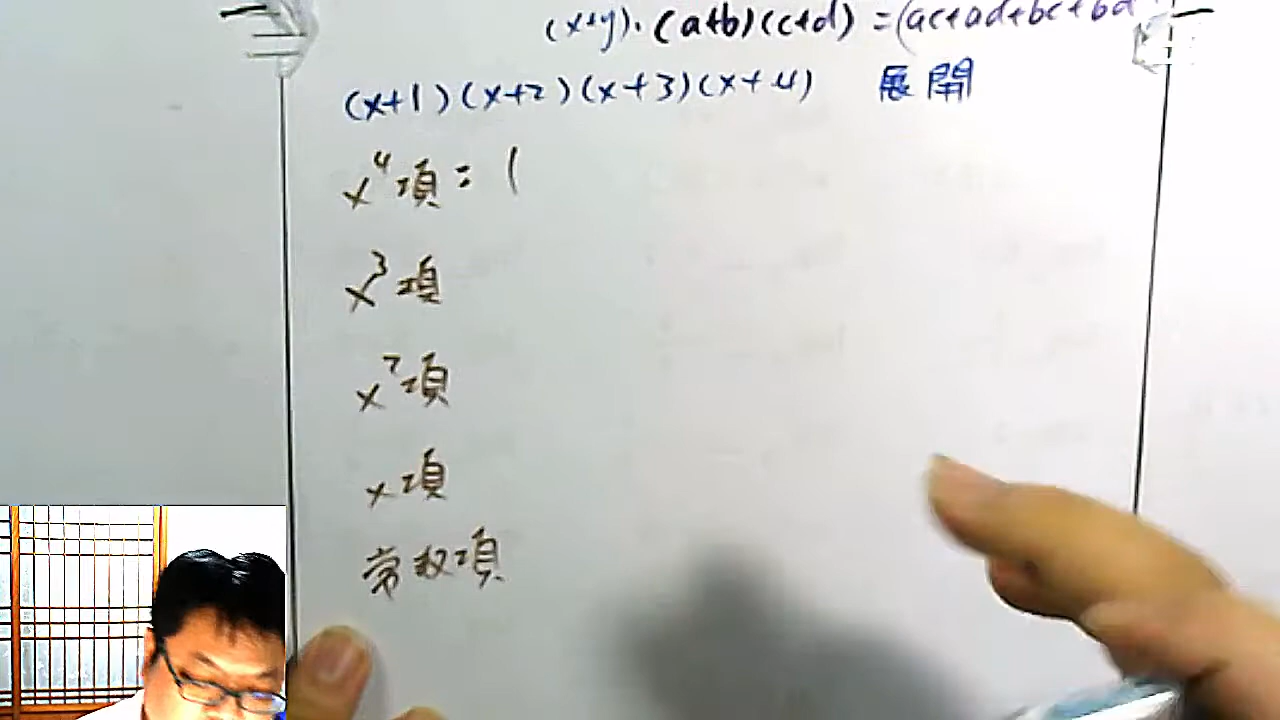 (x+y)·(a+b)(c+d) = (ac+ad+bc+bd
(x+1)(x+2)(x+3)(x+4) 展開
x⁴項 = 1
x³項
x²項
x項
常数項